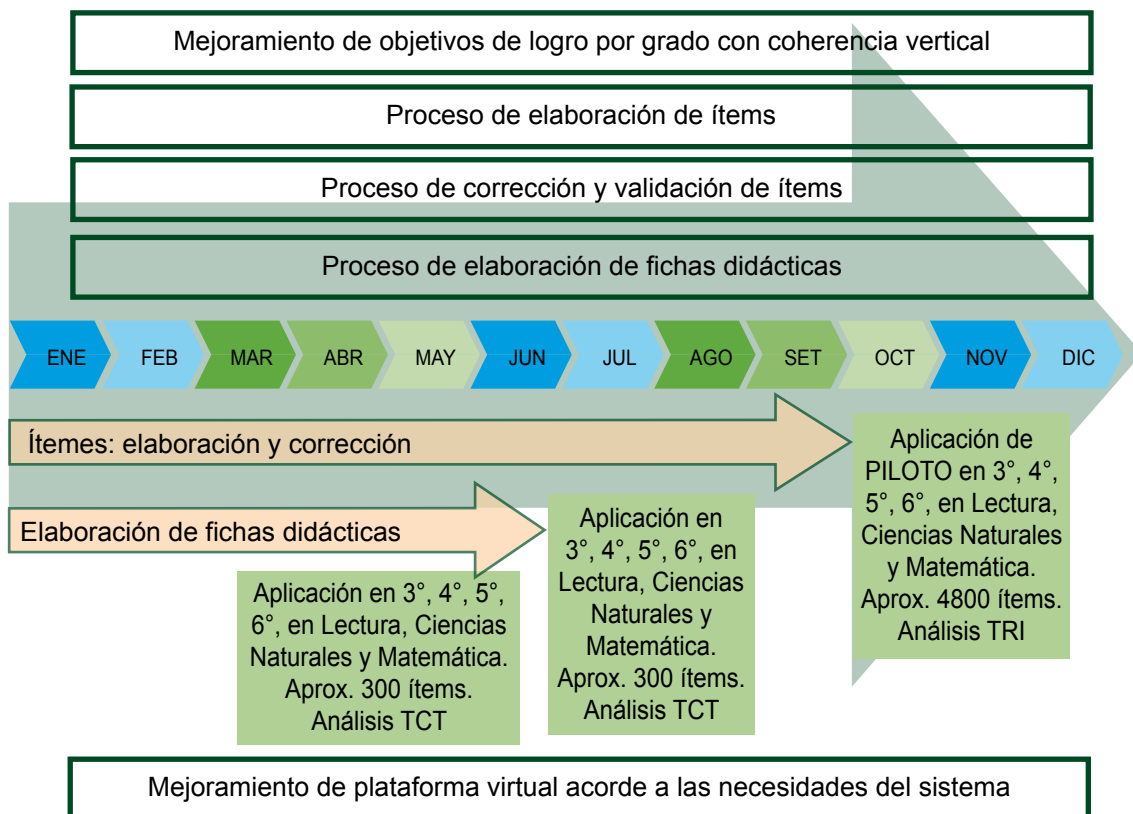 Mejoramiento de objetivos de logro por grado con coherencia vertical
Proceso de elaboración de ítems
Proceso de corrección y validación de ítems
Proceso de elaboración de fichas didácticas
ENE FEB MAR ABR MAY JUN JUL AGO SET OCT NOV DIC
Ítemes: elaboración y corrección
Elaboración de fichas didácticas
Aplicación en 3°, 4°, 5°,
6°, en Lectura, Ciencias
Naturales y Matemática.
Aprox. 300 ítems.
Análisis TCT
Aplicación en
3°, 4°, 5°, 6°, en
Lectura, Ciencias
Naturales y
Matemática.
Aprox. 300 ítems.
Análisis TCT
Aplicación de
PILOTO en 3°, 4°,
5°, 6°, en Lectura,
Ciencias Naturales
y Matemática.
Aprox. 4800 ítems.
Análisis TRI
Mejoramiento de plataforma virtual acorde a las necesidades del sistema